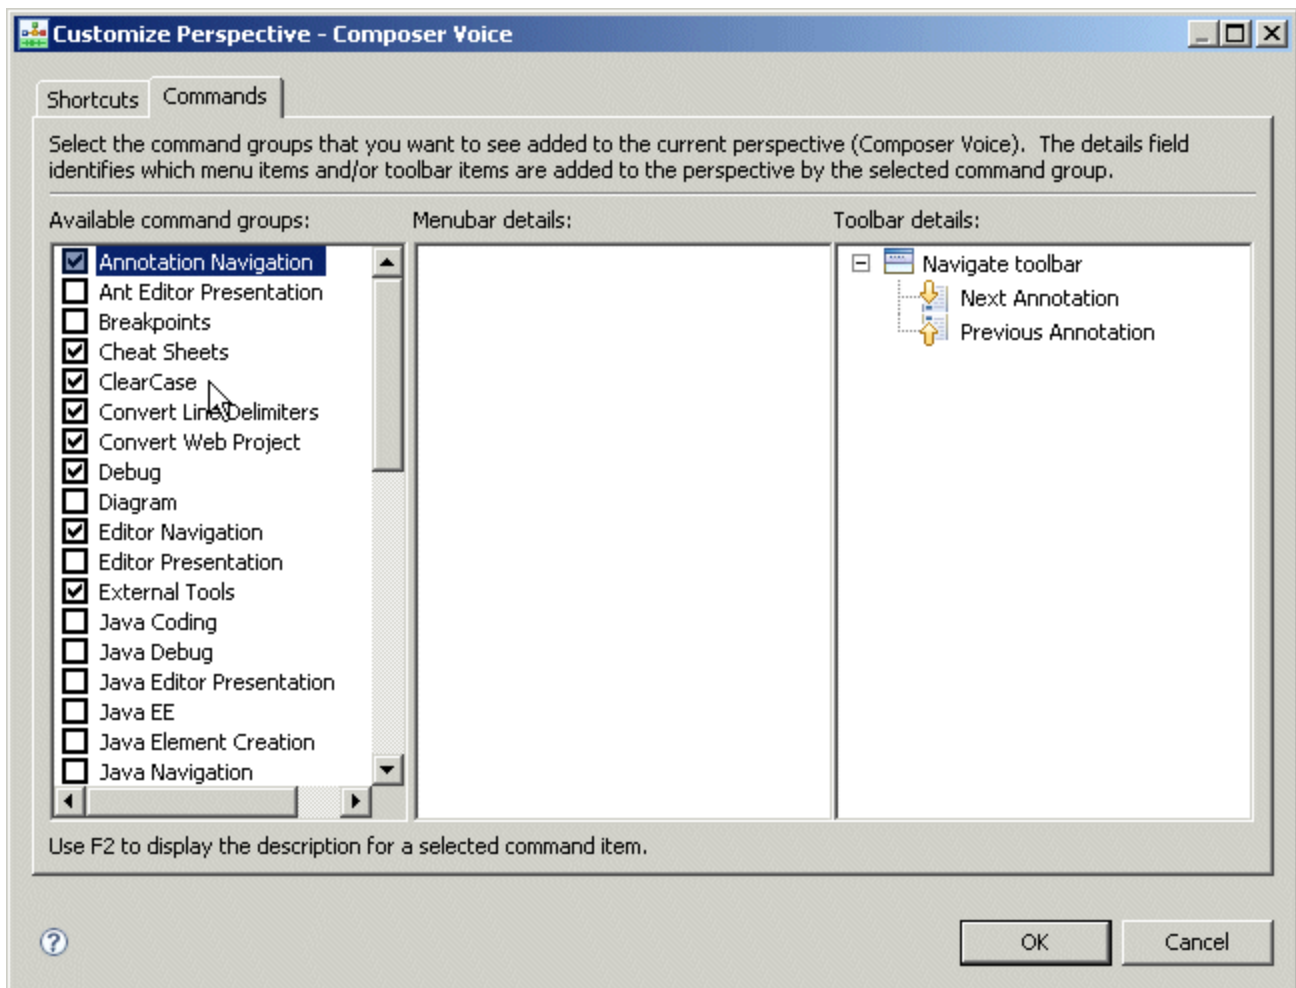 Customize Perspective - Composer Voice
Shortcuts
Commands
Select the command groups that you want to see added to the current perspective (Composer Voice).  The details field
identifies which menu items and/or toolbar items are added to the perspective by the selected command group.
Available command groups:
Menubar details:
Toolbar details:
Annotation Navigation
Ant Editor Presentation
Breakpoints
Cheat Sheets
ClearCase
Convert Line Delimiters
Convert Web Project
Debug
Diagram
Editor Navigation
Editor Presentation
External Tools
Java Coding
Java Debug
Java Editor Presentation
Java EE
Java Element Creation
Java Navigation
Navigate toolbar
Next Annotation
Previous Annotation
Use F2 to display the description for a selected command item.
OK
Cancel